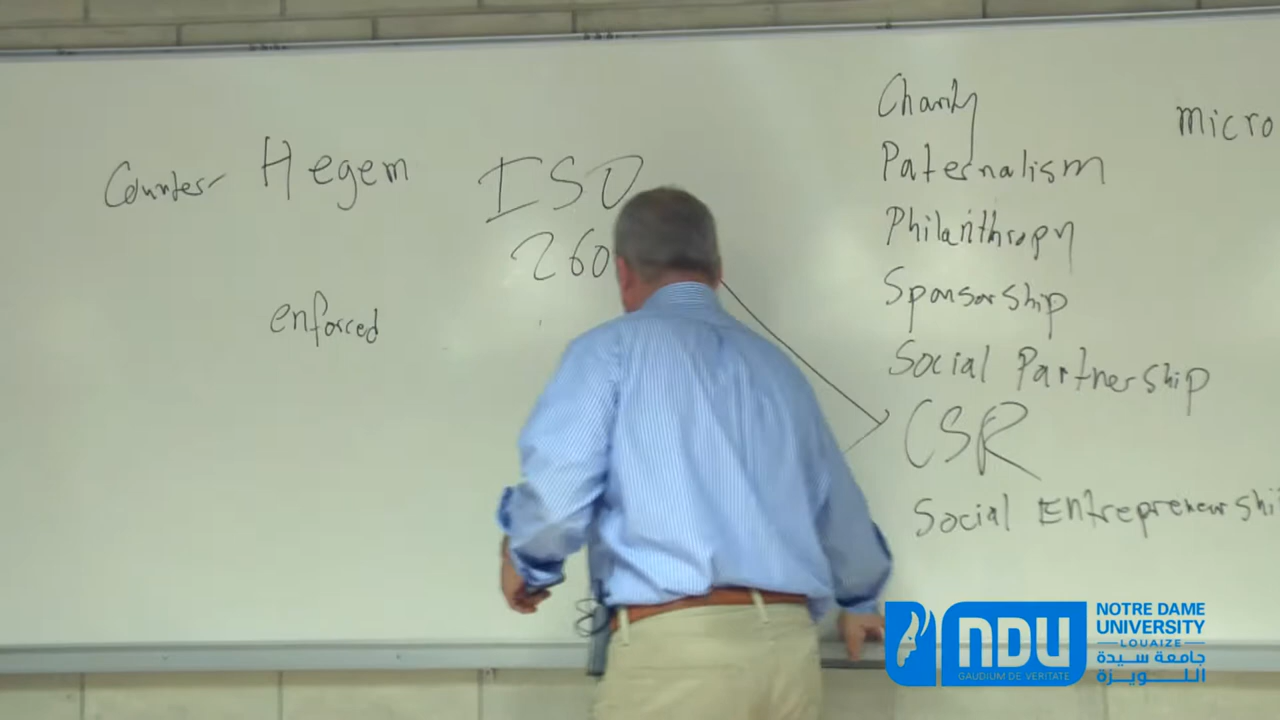 Counter- Hegem
enforced
ISO
260
Charity
Paternalism
Philanthropy
Sponsorship
Social Partnership
CSR
Social Entrepreneurshi
micro
NDU
GAUDIUM DE VERITATE
NOTRE DAME
UNIVERSITY
LOUAIZE
جامعة سيدة
اللويزة